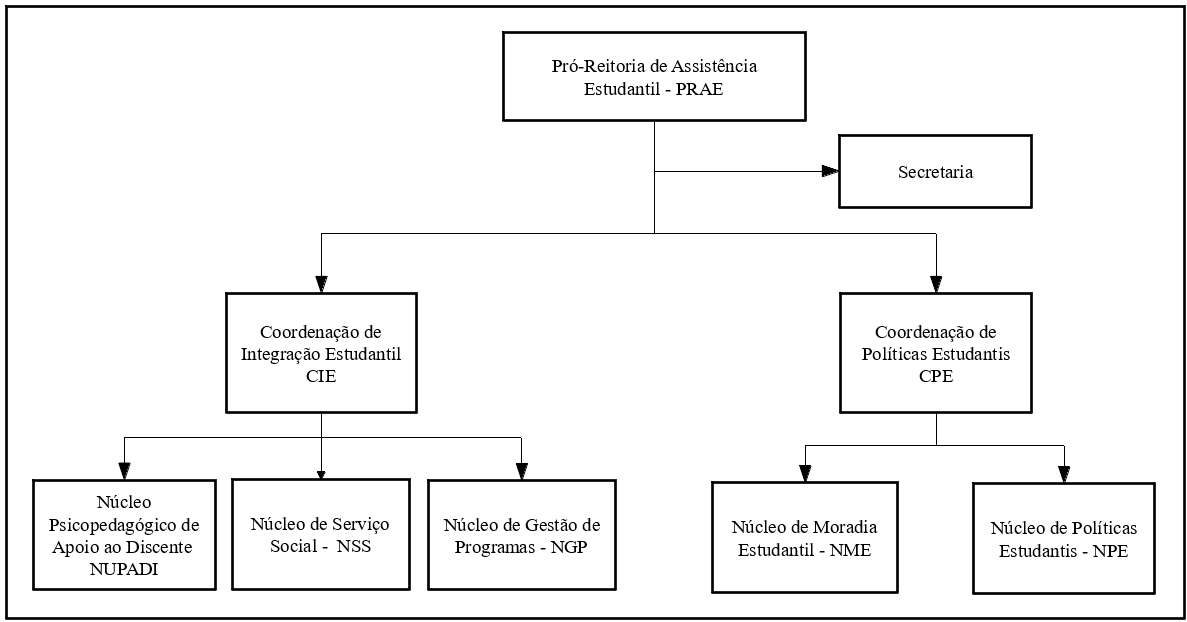 Pró-Reitoria de Assistência
Estudantil - PRAE
Secretaria
Coordenação de
Integração Estudantil
CIE
Coordenação de
Políticas Estudantis
CPE
Núcleo
Psicopedagógico de
Apoio ao Discente
NUPADI
Núcleo de Serviço
Social - NSS
Núcleo de Gestão de
Programas - NGP
Núcleo de Moradia
Estudantil - NME
Núcleo de Políticas
Estudantis - NPE